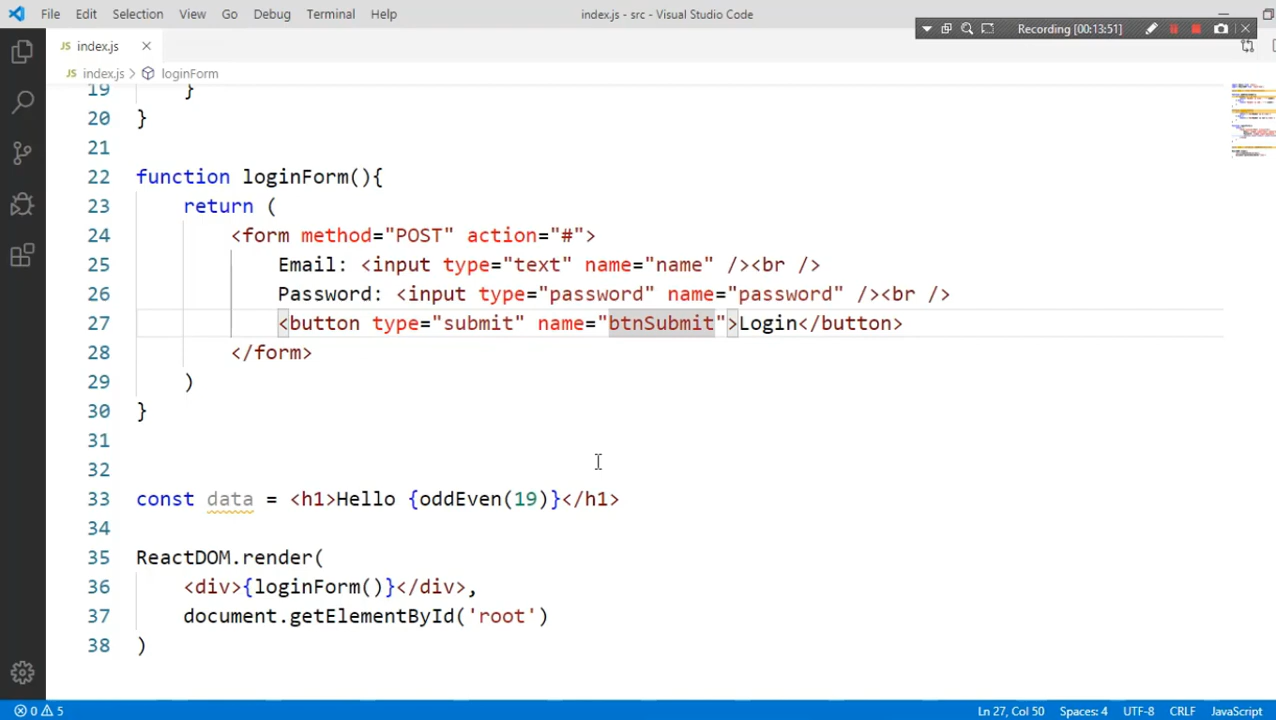 File Edit Selection View Go Debug Terminal Help index.js - src - Visual Studio Code
Recording [00:13:51]
JS index.js
JS index.js > loginForm
19 }
20 }
21
22 function loginForm(){
23 return (
24 <form method="POST" action="#">
25 Email: <input type="text" name="name" /><br />
26 Password: <input type="password" name="password" /><br />
27 <button type="submit" name="btnSubmit">Login</button>
28 </form>
29 )
30 }
31
32
33 const data = <h1>Hello {oddEven(19)}</h1>
34
35 ReactDOM.render(
36 <div>{loginForm()}</div>,
37 document.getElementById('root')
38 )
0 5 Ln 27, Col 50 Spaces: 4 UTF-8 CRLF JavaScript